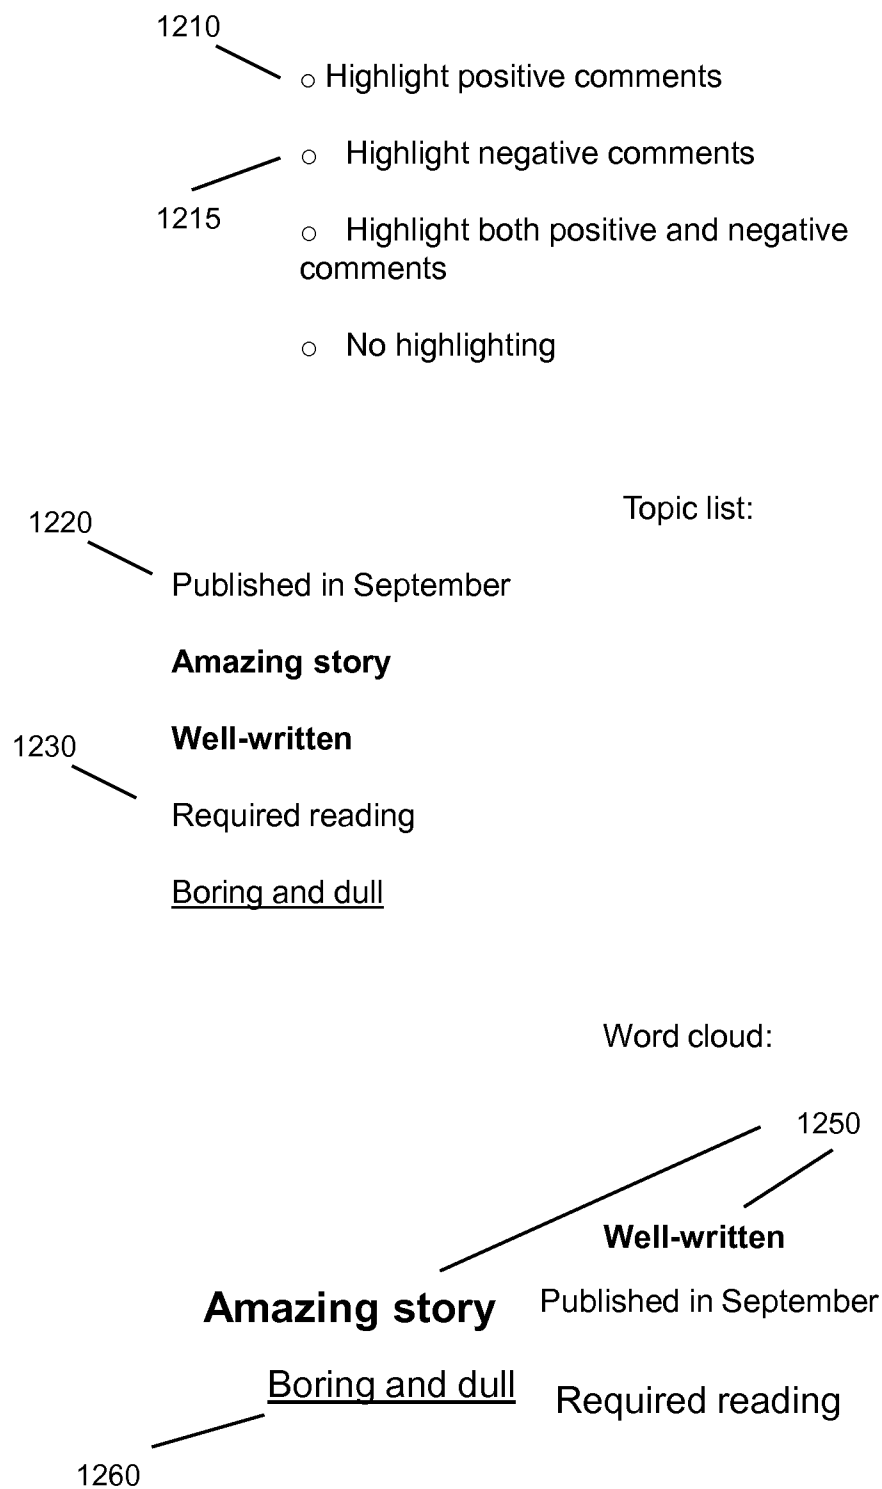 1210
○ Highlight positive comments
○ Highlight negative comments
1215
○ Highlight both positive and negative
comments
○ No highlighting
Topic list:
1220
Published in September
Amazing story
Well-written
1230
Required reading
Boring and dull
Word cloud:
1250
Well-written
Amazing story
Published in September
Boring and dull
Required reading
1260